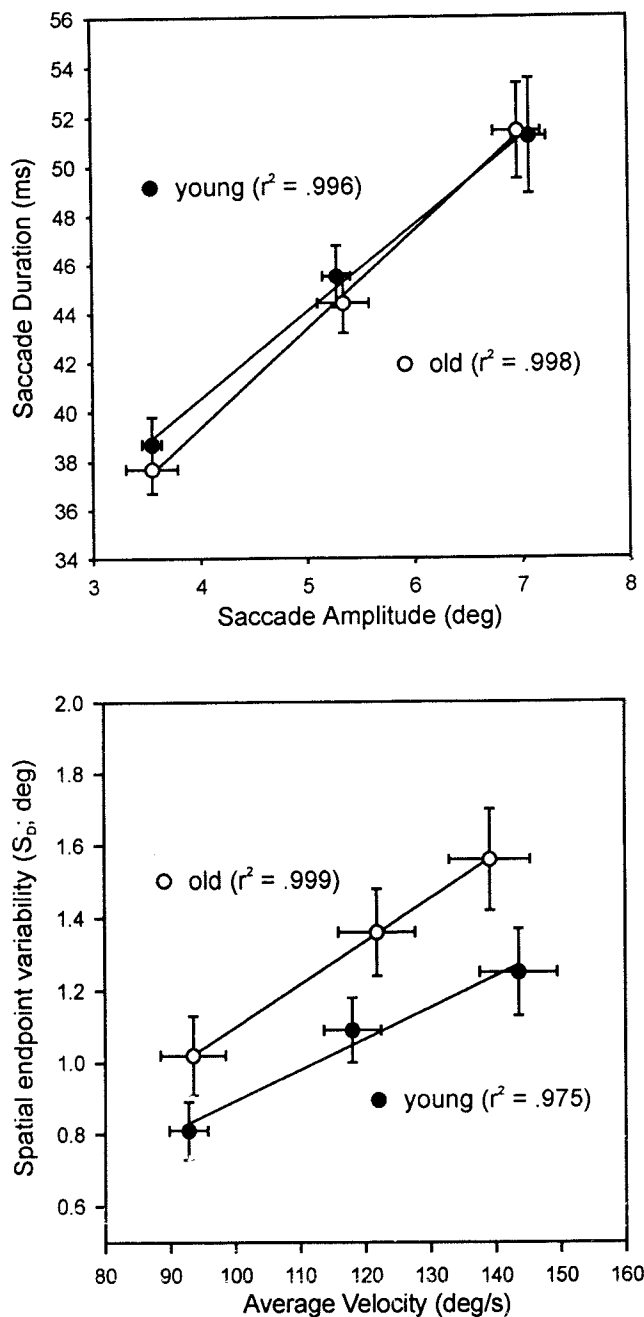 56
54
52
50
48
46
44
42
40
38
36
34
Saccade Duration (ms)
young (r² = .996)
old (r² = .998)
3 4 5 6 7 8
Saccade Amplitude (deg)
2.0
1.8
1.6
1.4
1.2
1.0
0.8
0.6
Spatial endpoint variability (S_D; deg)
old (r² = .999)
young (r² = .975)
80 90 100 110 120 130 140 150 160
Average Velocity (deg/s)